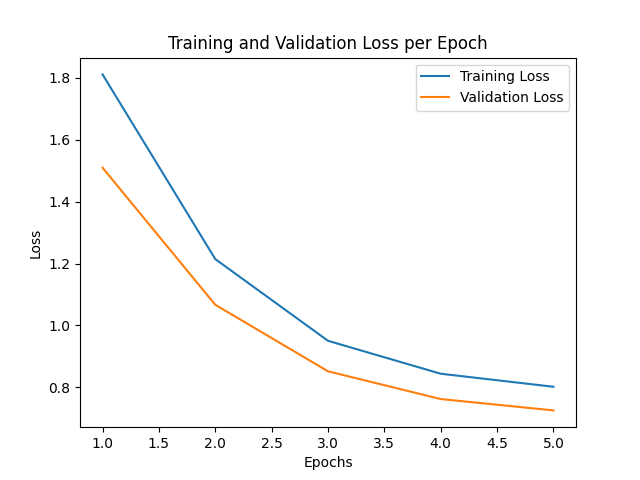 Training and Validation Loss per Epoch
Training Loss
Validation Loss
1.8
1.6
1.4
1.2
1.0
0.8
Loss
1.0 1.5 2.0 2.5 3.0 3.5 4.0 4.5 5.0
Epochs